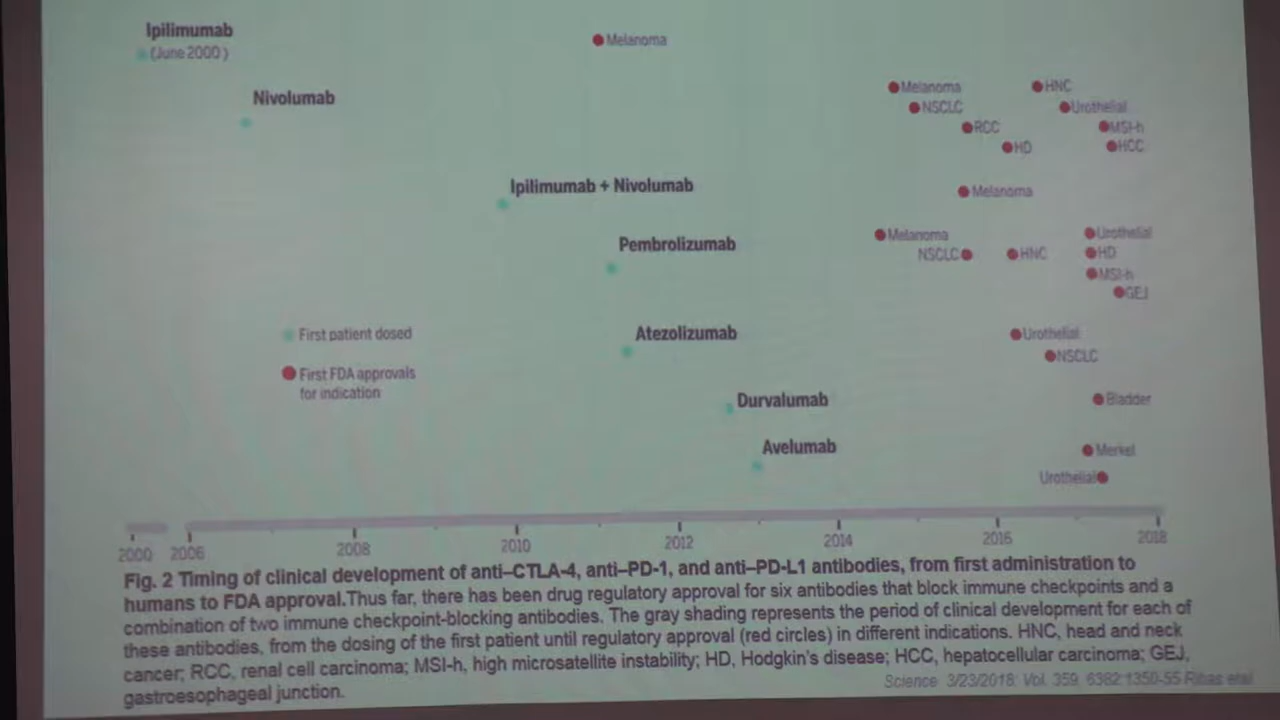 Ipilimumab
(June 2000)
Melanoma
Nivolumab
Melanoma
HNC
NSCLC
Urothelial
RCC
MSI-h
HD
HCC
Ipilimumab + Nivolumab
Melanoma
Pembrolizumab
Melanoma
Urothelial
NSCLC
HNC
HD
MSI-h
GEJ
Atezolizumab
First patient dosed
Urothelial
NSCLC
First FDA approvals
for indication
Durvalumab
Bladder
Avelumab
Merkel
Urothelial
2000 2006 2008 2010 2012 2014 2016 2018
Fig. 2 Timing of clinical development of anti–CTLA-4, anti–PD-1, and anti–PD-L1 antibodies, from first administration to
humans to FDA approval.Thus far, there has been drug regulatory approval for six antibodies that block immune checkpoints and a
combination of two immune checkpoint-blocking antibodies. The gray shading represents the period of clinical development for each of
these antibodies, from the dosing of the first patient until regulatory approval (red circles) in different indications. HNC, head and neck
cancer; RCC, renal cell carcinoma; MSI-h, high microsatellite instability; HD, Hodgkin's disease; HCC, hepatocellular carcinoma; GEJ,
gastroesophageal junction.
Science 3/23/2018; Vol. 359, 6382:1350-55 Ribas etal